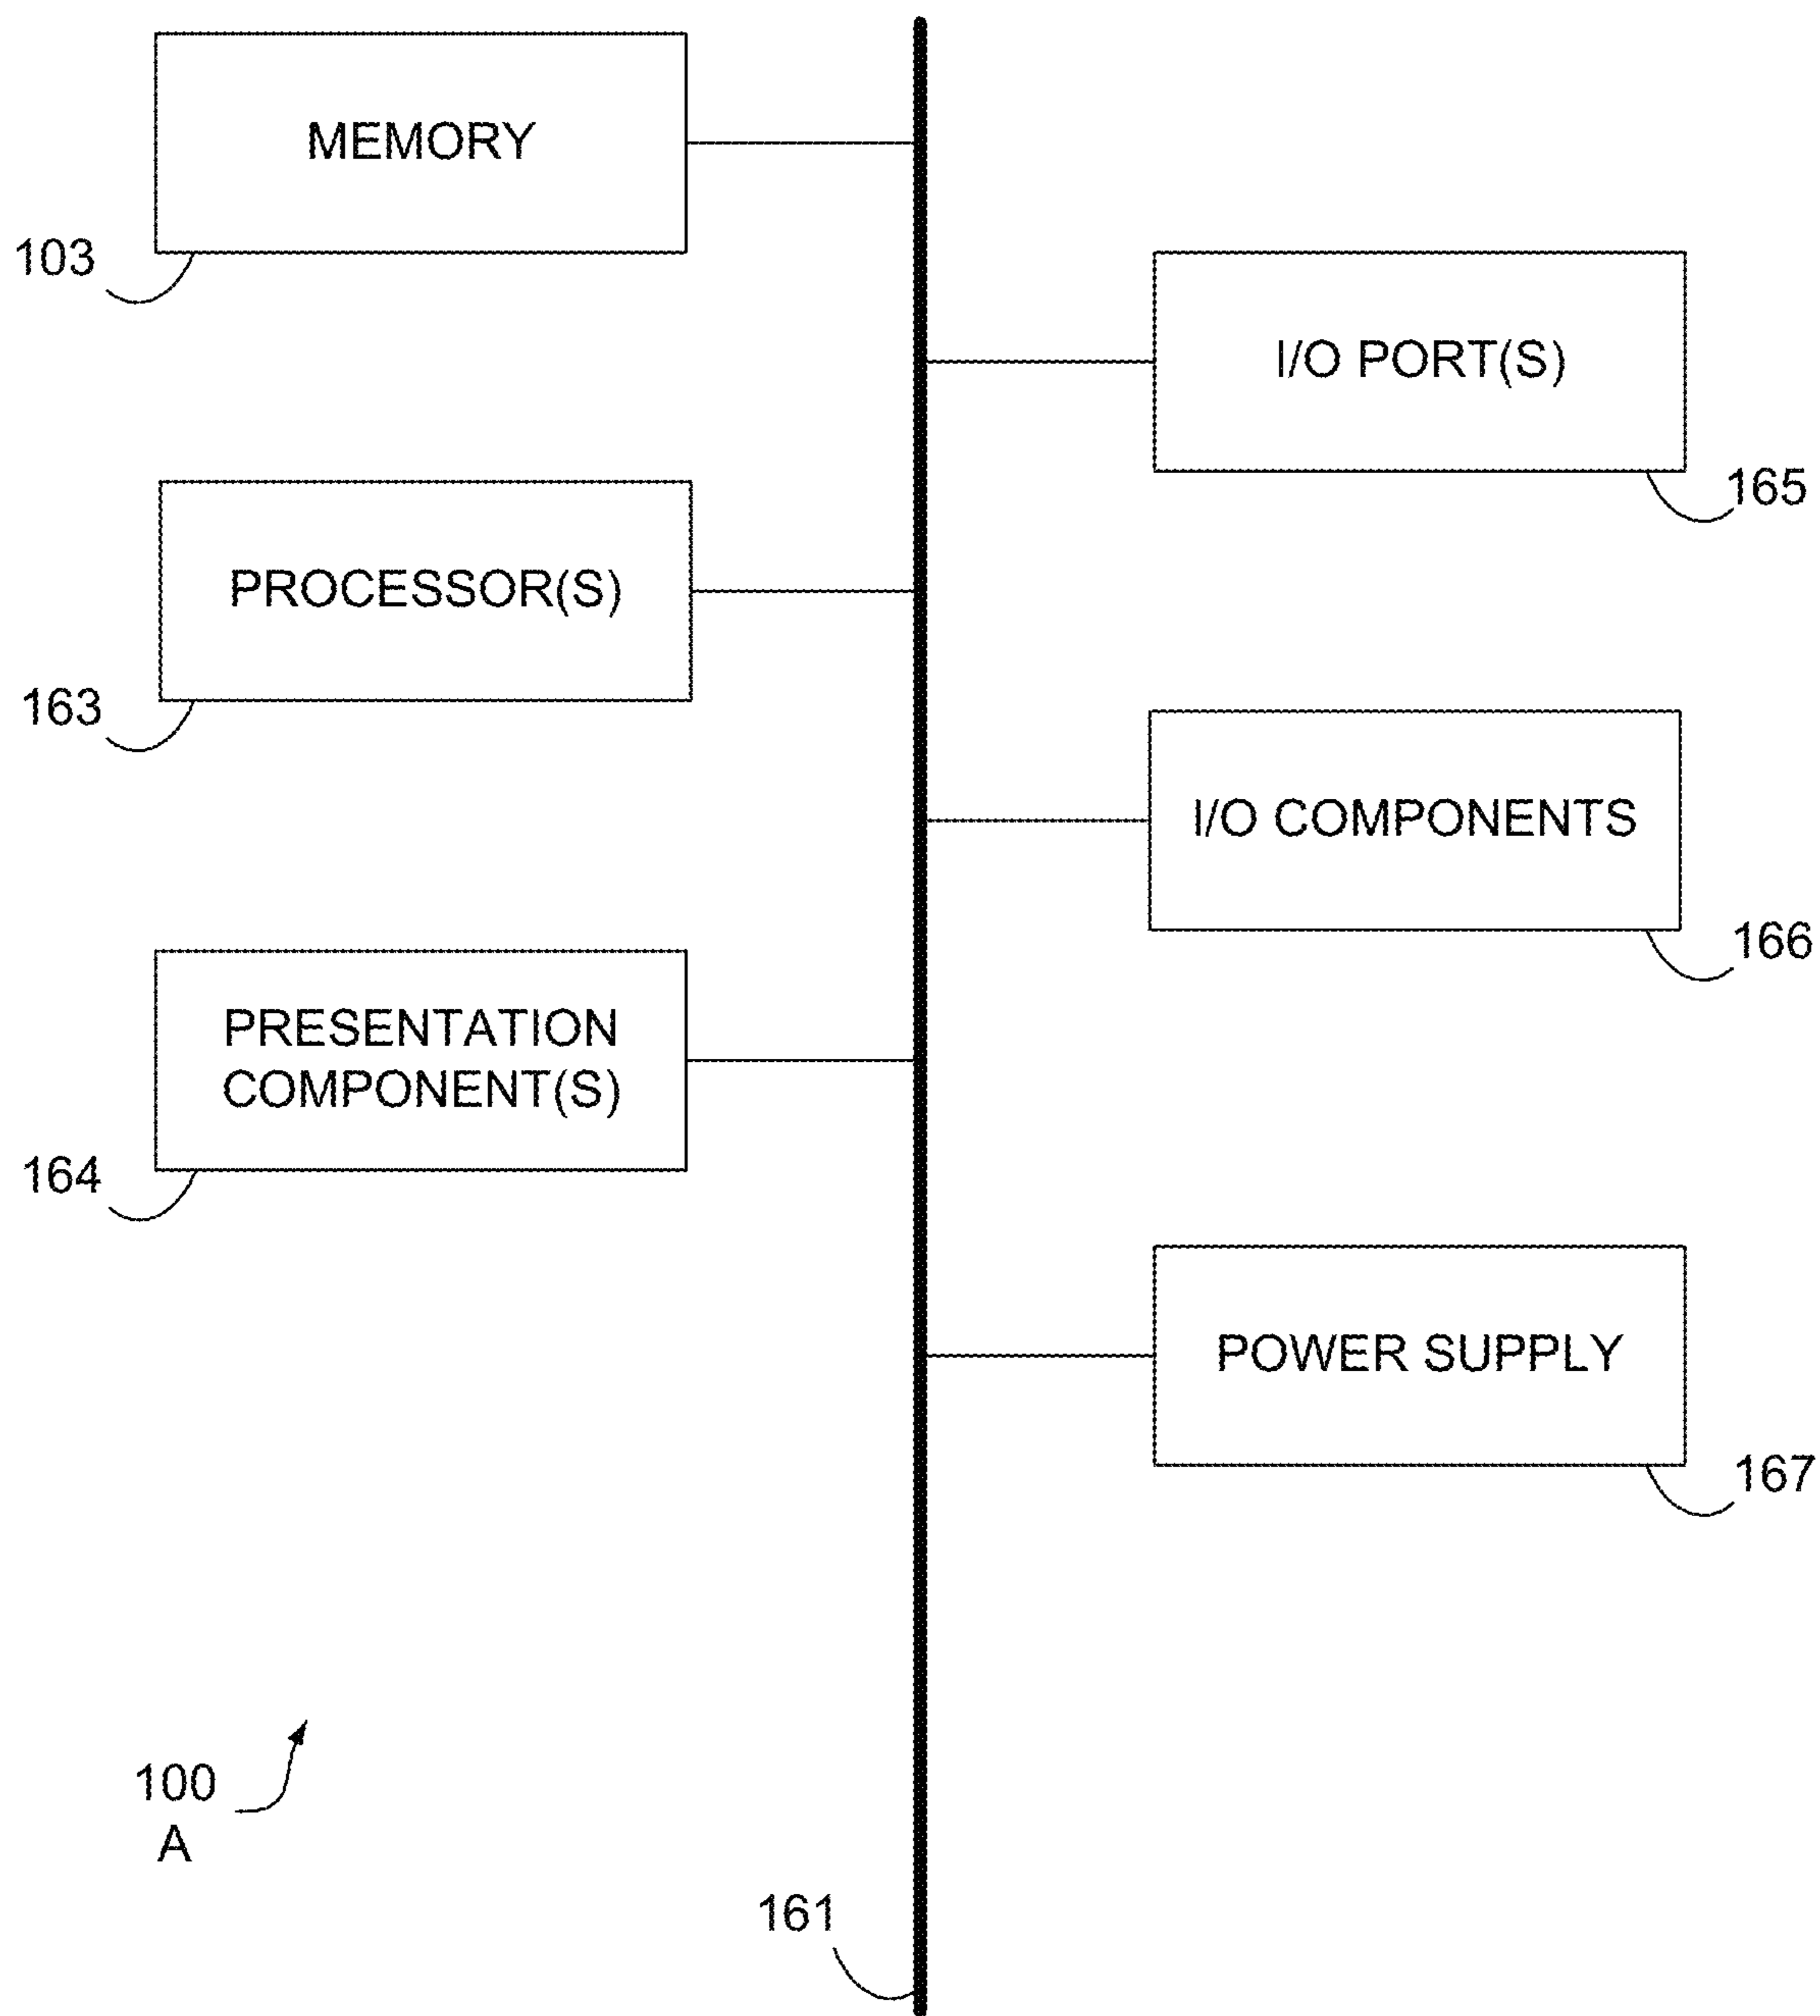 MEMORY
103
I/O PORT(S)
165
PROCESSOR(S)
163
I/O COMPONENTS
166
PRESENTATION
COMPONENT(S)
164
POWER SUPPLY
167
100
A
161